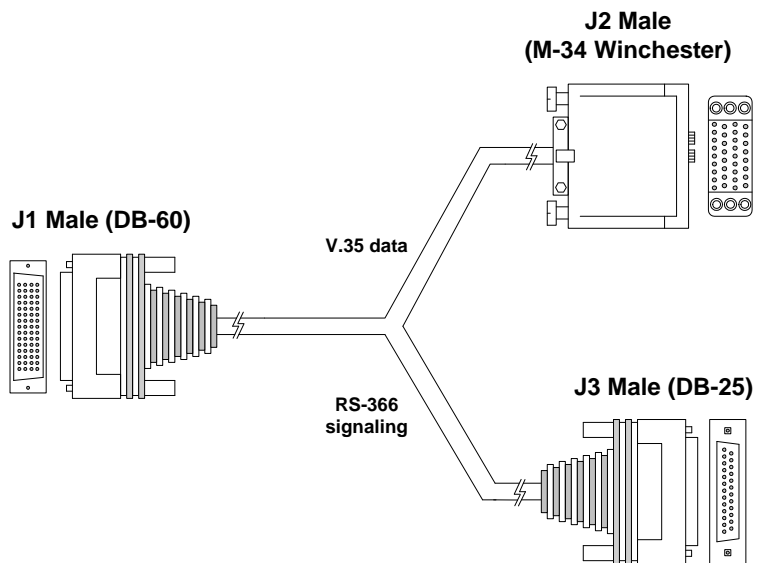 J2 Male
(M-34 Winchester)
J1 Male (DB-60)
V.35 data
RS-366
signaling
J3 Male (DB-25)